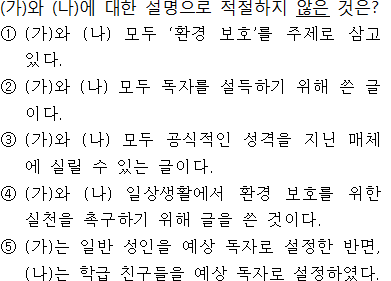 (가)와 (나)에 대한 설명으로 적절하지 않은 것은?
① (가)와 (나) 모두 ‘환경 보호’를 주제로 삼고
있다.
② (가)와 (나) 모두 독자를 설득하기 위해 쓴 글
이다.
③ (가)와 (나) 모두 공식적인 성격을 지닌 매체
에 실릴 수 있는 글이다.
④ (가)와 (나) 일상생활에서 환경 보호를 위한
실천을 촉구하기 위해 글을 쓴 것이다.
⑤ (가)는 일반 성인을 예상 독자로 설정한 반면,
(나)는 학급 친구들을 예상 독자로 설정하였다.